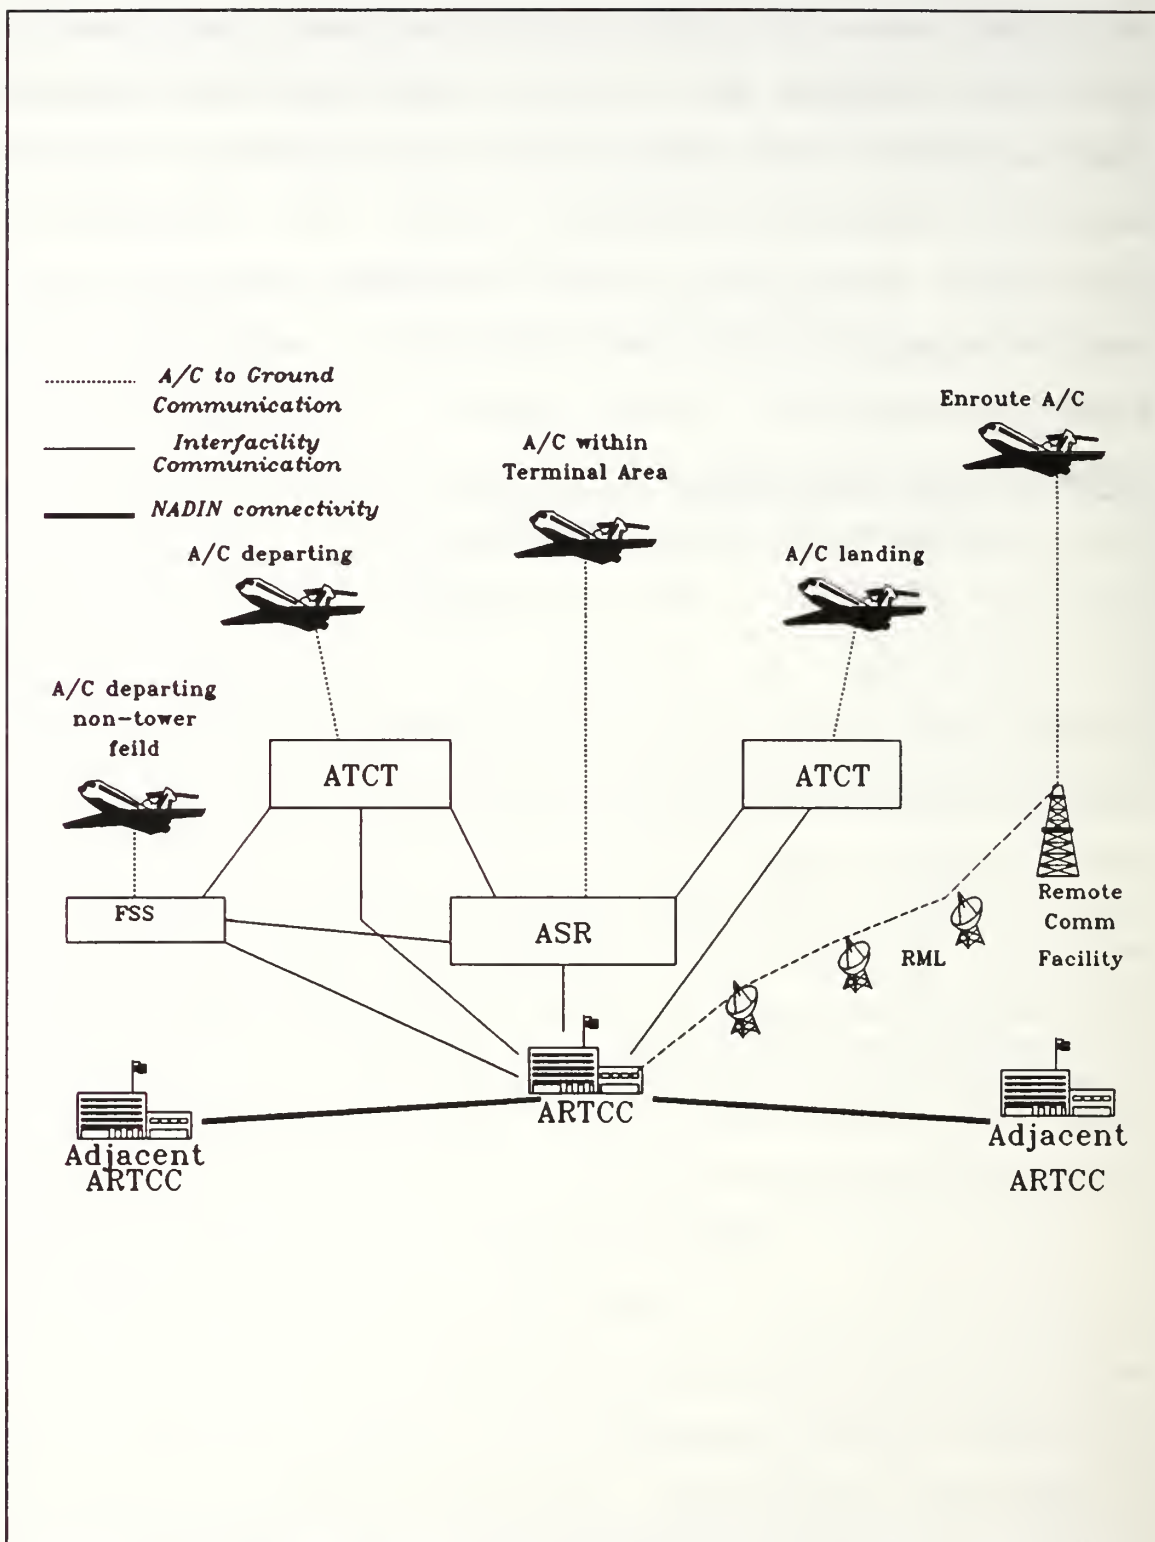 A/C to Ground
Communication
Interfacility
Communication
NADIN connectivity
Enroute A/C
A/C within
Terminal Area
A/C departing
A/C landing
A/C departing
non-tower
feild
ATCT
ATCT
FSS
ASR
RML
Remote
Comm
Facility
ARTCC
Adjacent
ARTCC
Adjacent
ARTCC